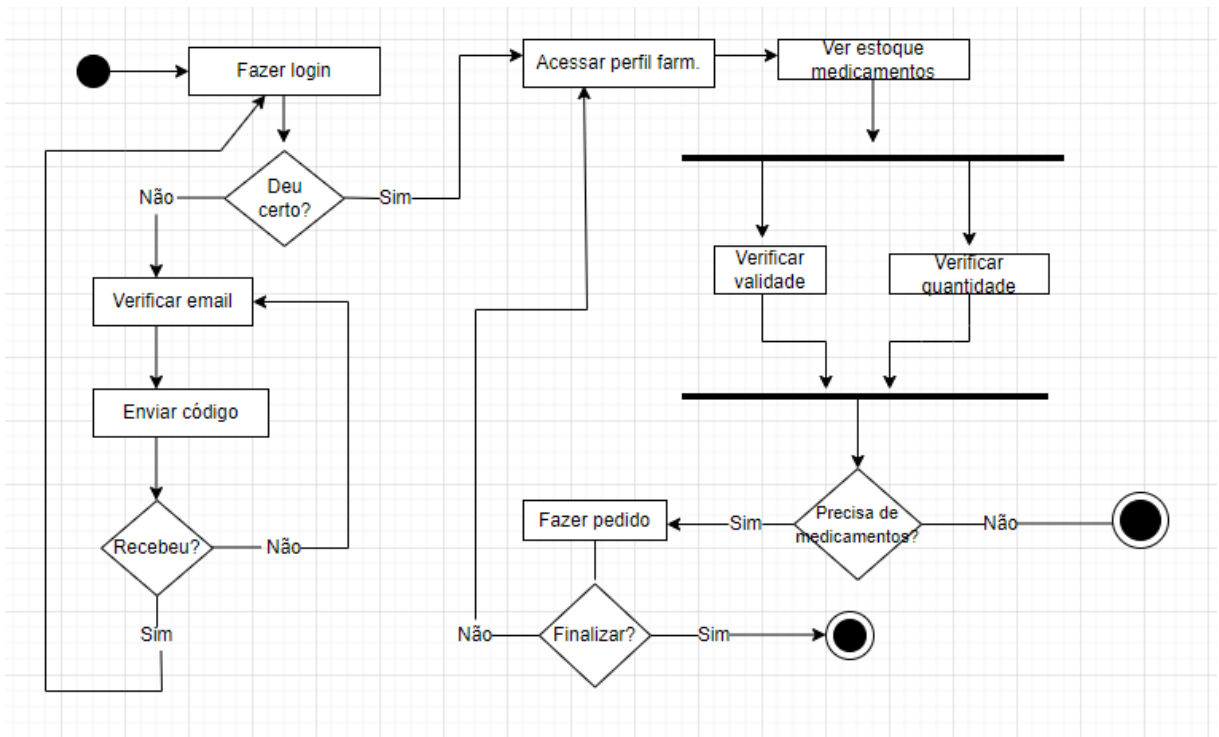 Fazer login
Deu
certo?
Não
Sim
Verificar email
Enviar código
Recebeu?
Não
Sim
Acessar perfil farm.
Ver estoque
medicamentos
Verificar
validade
Verificar
quantidade
Precisa de
medicamentos?
Sim
Não
Fazer pedido
Finalizar?
Não
Sim